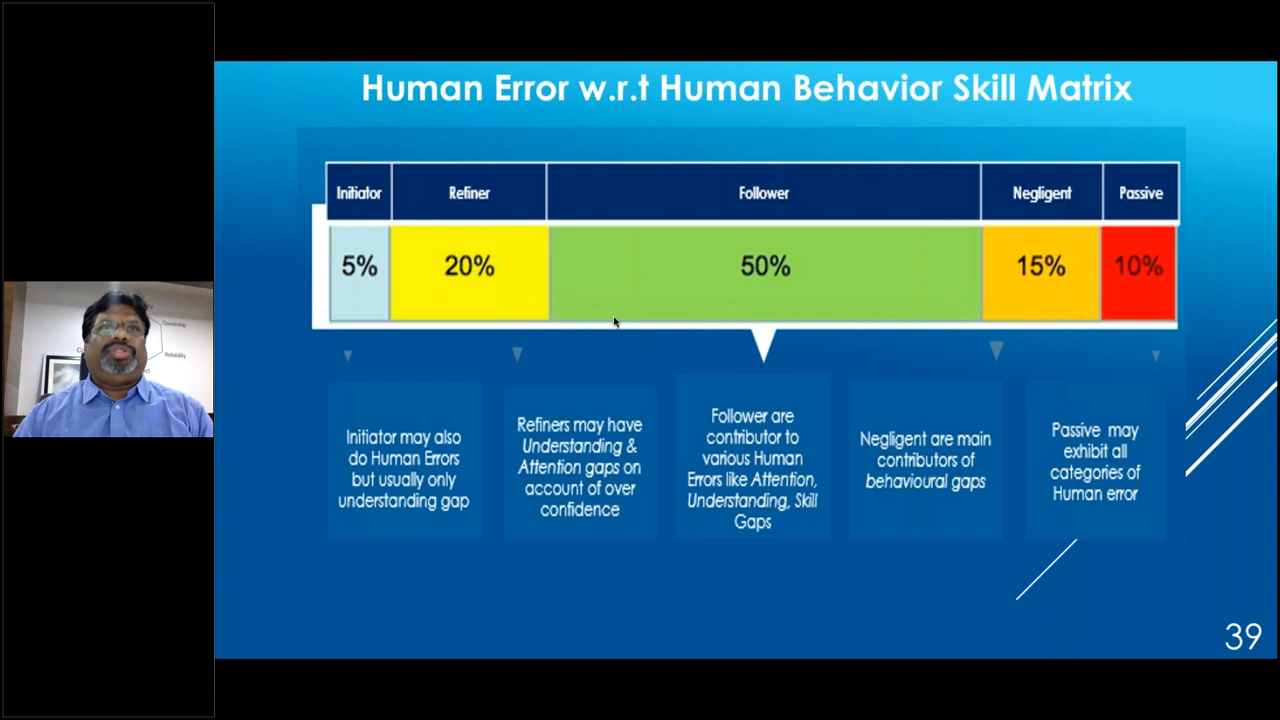 Human Error w.r.t Human Behavior Skill Matrix
Initiator
Refiner
Follower
Negligent
Passive
5%
20%
50%
15%
10%
Initiator may also
do Human Errors
but usually only
understanding gap
Refiners may have
Understanding &
Attention gaps on
account of over
confidence
Follower are
contributor to
various Human
Errors like Attention,
Understanding, Skill
Gaps
Negligent are main
contributors of
behavioural gaps
Passive may
exhibit all
categories of
Human error
39
Ownership
Reliability